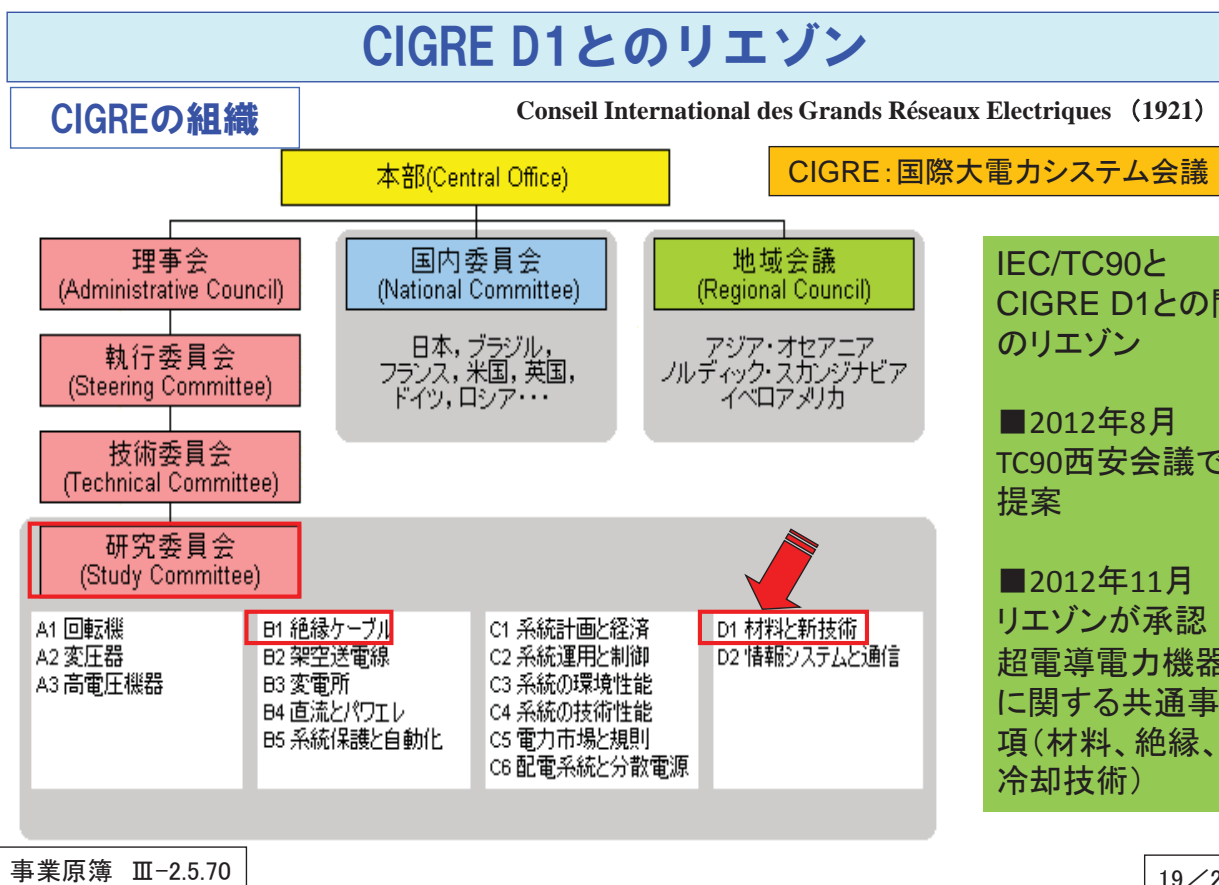 CIGRE D1とのリエゾン
CIGREの組織
Conseil International des Grands Réseaux Electriques （1921）
本部(Central Office)
CIGRE：国際大電力システム会議
理事会
(Administrative Council)
執行委員会
(Steering Committee)
技術委員会
(Technical Committee)
研究委員会
(Study Committee)
国内委員会
(National Committee)
日本，ブラジル，
フランス，米国，英国，
ドイツ，ロシア・・・
地域会議
(Regional Council)
アジア・オセアニア
ノルディック・スカンジナビア
イベロアメリカ
A1 回転機
A2 変圧器
A3 高電圧機器
B1 絶縁ケーブル
B2 架空送電線
B3 変電所
B4 直流とパワエレ
B5 系統保護と自動化
C1 系統計画と経済
C2 系統運用と制御
C3 系統の環境性能
C4 系統の技術性能
C5 電力市場と規則
C6 配電系統と分散電源
D1 材料と新技術
D2 情報システムと通信
IEC/TC90と
CIGRE D1との
のリエゾン
■2012年8月
TC90西安会議で
提案
■2012年11月
リエゾンが承認
超電導電力機器
に関する共通事
項（材料、絶縁、
冷却技術）
事業原簿 Ⅲ-2.5.70
19／2